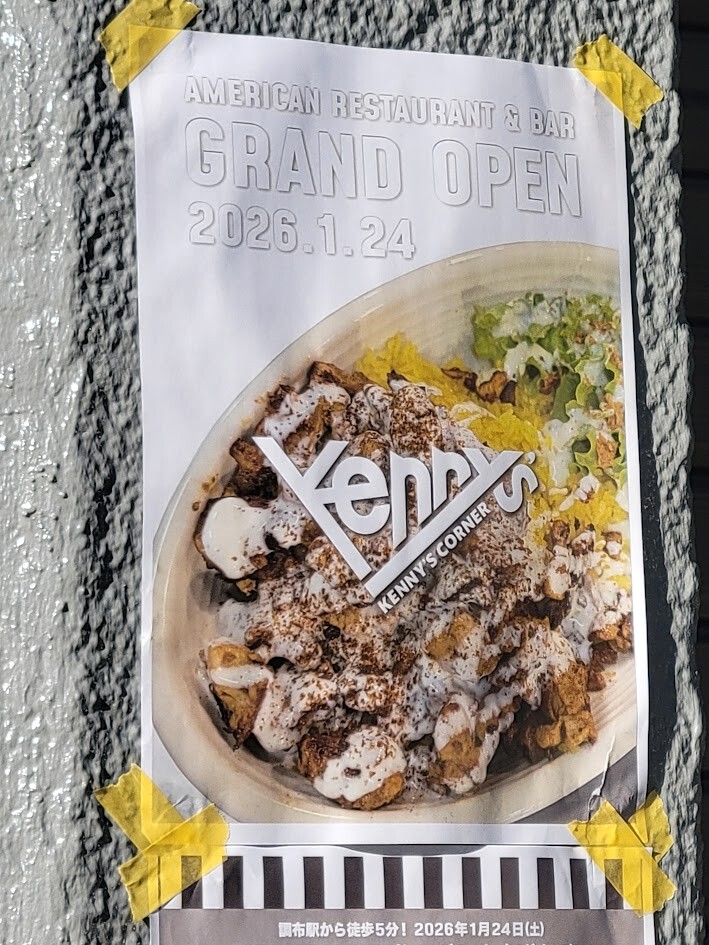 AMERICAN RESTAURANT & BAR
GRAND OPEN
2026.1.24
Kenny's
KENNY'S CORNER
調布駅から徒歩5分! 2026年1月24日(土)